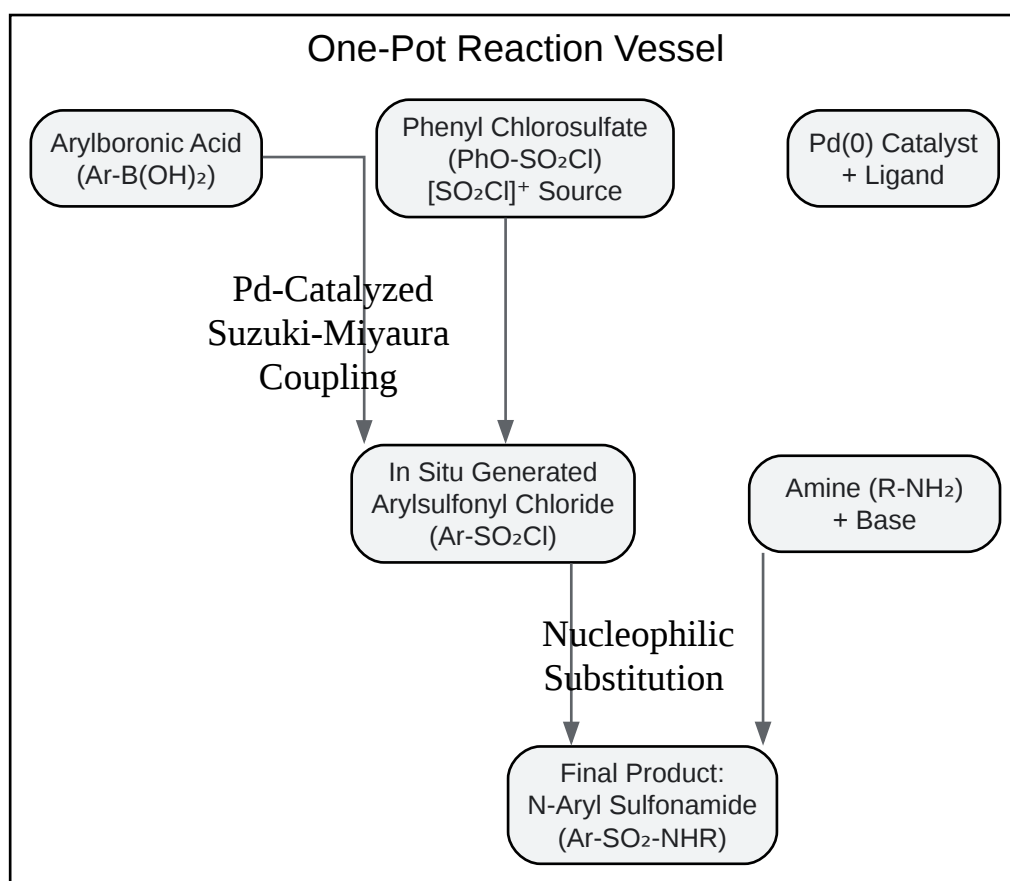 One-Pot Reaction Vessel
Arylboronic Acid
(Ar-B(OH)₂)
Phenyl Chlorosulfate
(PhO-SO₂Cl)
[SO₂Cl]⁺ Source
Pd(0) Catalyst
+ Ligand
Pd-Catalyzed
Suzuki-Miyaura
Coupling
In Situ Generated
Arylsulfonyl Chloride
(Ar-SO₂Cl)
Amine (R-NH₂)
+ Base
Nucleophilic
Substitution
Final Product:
N-Aryl Sulfonamide
(Ar-SO₂-NHR)